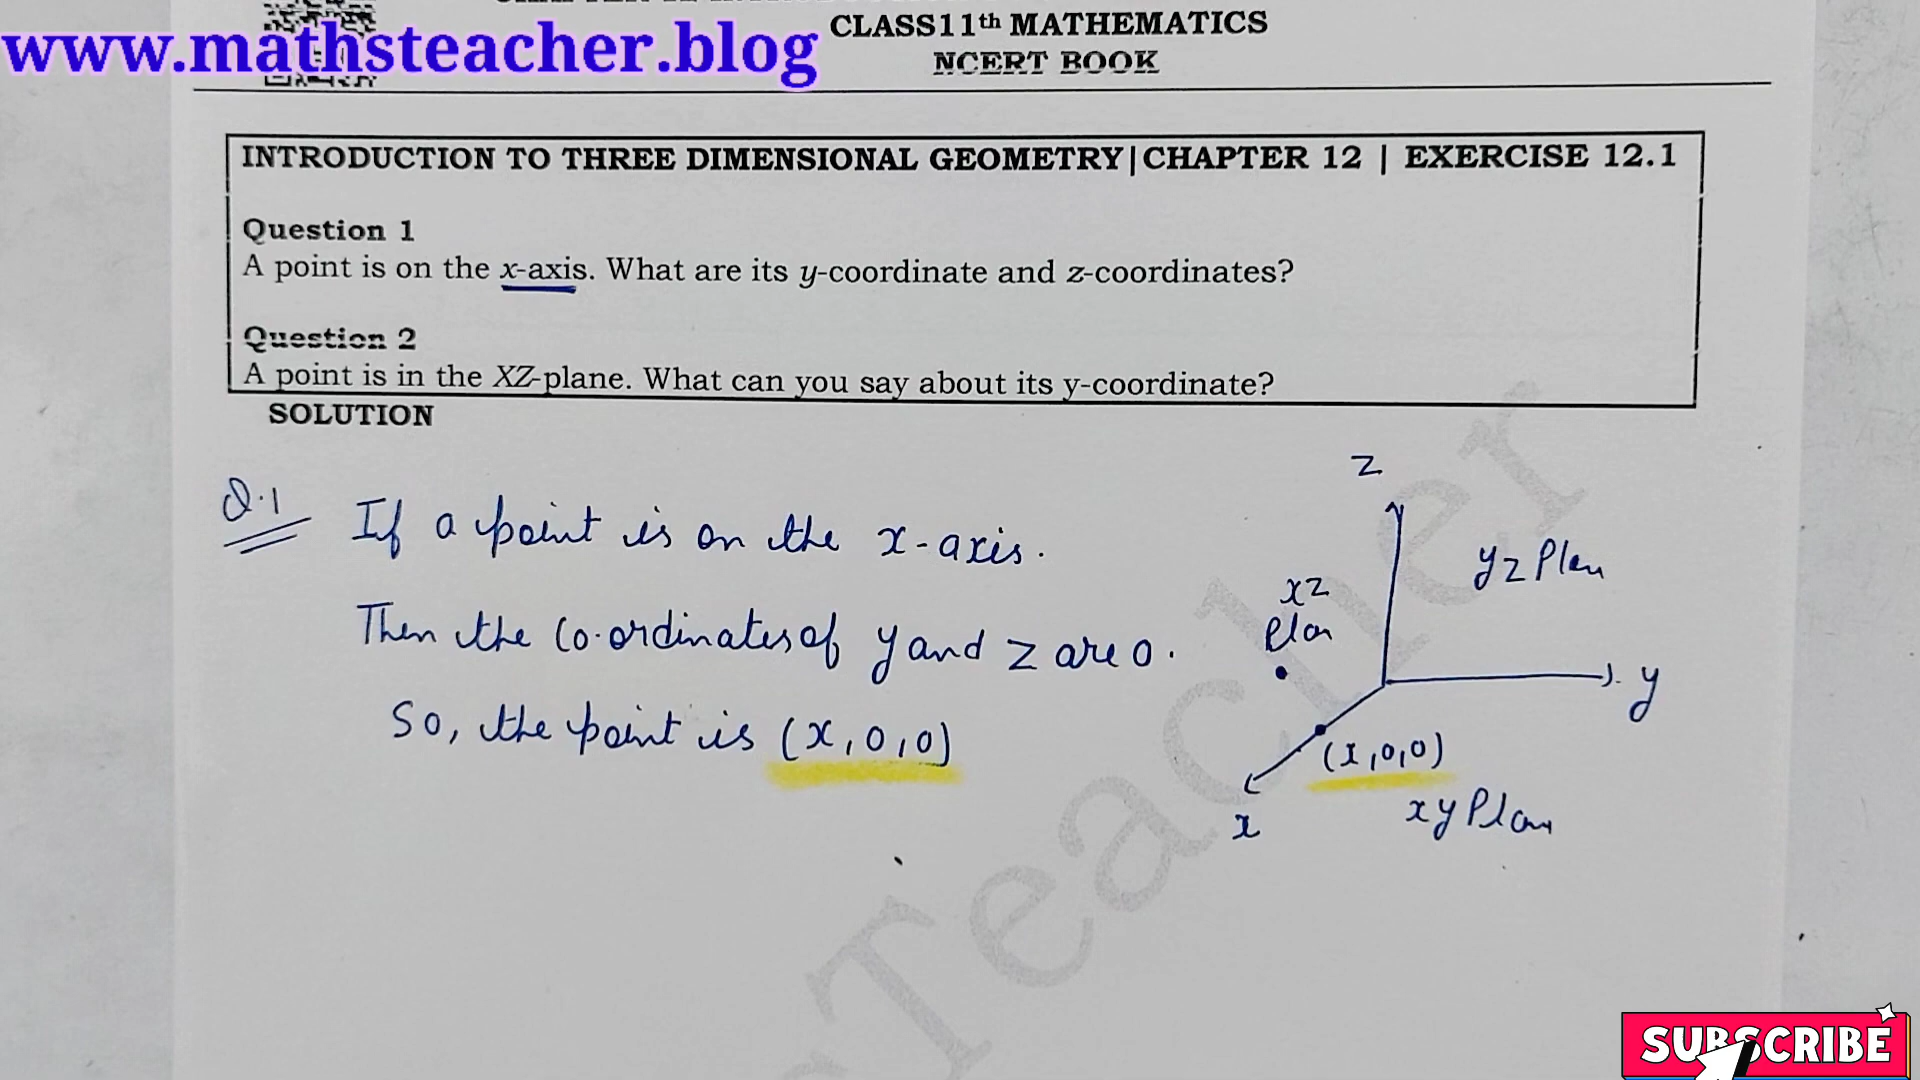 www.mathsteacher.blog
CLASS11th MATHEMATICS
NCERT BOOK
INTRODUCTION TO THREE DIMENSIONAL GEOMETRY|CHAPTER 12 | EXERCISE 12.1
Question 1
A point is on the x-axis. What are its y-coordinate and z-coordinates?
Question 2
A point is in the XZ-plane. What can you say about its y-coordinate?
SOLUTION
Q.1 If a point is on the x-axis.
Then the co-ordinates of y and z are 0.
So, the point is (x,0,0)
z
yz Plan
xz
Plan
y
(x,0,0)
x
xy Plan
Teacher
SUBSCRIBE